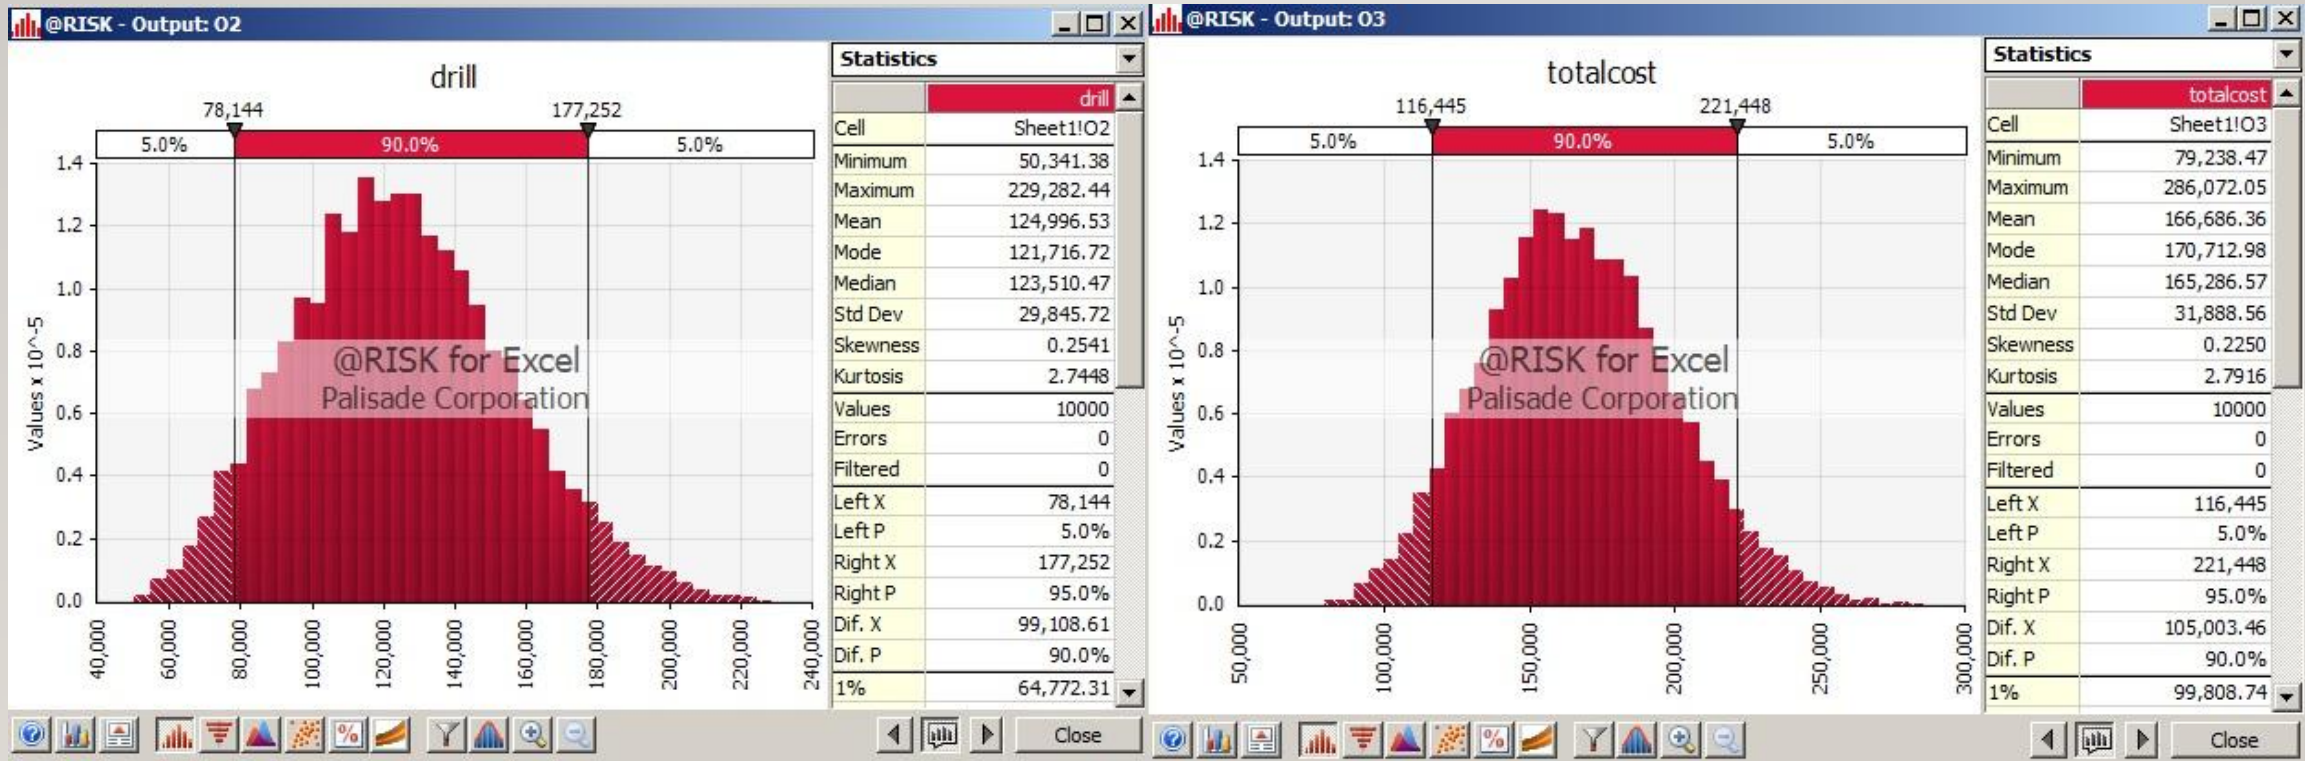 @RISK - Output: O2
drill
78,144 177,252
5.0% 90.0% 5.0%
1.4
1.2
1.0
0.8
0.6
0.4
0.2
0.0
Values x 10^-5
@RISK for Excel
Palisade Corporation
40,000 60,000 80,000 100,000 120,000 140,000 160,000 180,000 200,000 220,000 240,000
Statistics
drill
Cell Sheet1!O2
Minimum 50,341.38
Maximum 229,282.44
Mean 124,996.53
Mode 121,716.72
Median 123,510.47
Std Dev 29,845.72
Skewness 0.2541
Kurtosis 2.7448
Values 10000
Errors 0
Filtered 0
Left X 78,144
Left P 5.0%
Right X 177,252
Right P 95.0%
Dif. X 99,108.61
Dif. P 90.0%
1% 64,772.31
Close
@RISK - Output: O3
totalcost
116,445 221,448
5.0% 90.0% 5.0%
1.4
1.2
1.0
0.8
0.6
0.4
0.2
0.0
Values x 10^-5
@RISK for Excel
Palisade Corporation
50,000 100,000 150,000 200,000 250,000 300,000
Statistics
totalcost
Cell Sheet1!O3
Minimum 79,238.47
Maximum 286,072.05
Mean 166,686.36
Mode 170,712.98
Median 165,286.57
Std Dev 31,888.56
Skewness 0.2250
Kurtosis 2.7916
Values 10000
Errors 0
Filtered 0
Left X 116,445
Left P 5.0%
Right X 221,448
Right P 95.0%
Dif. X 105,003.46
Dif. P 90.0%
1% 99,808.74
Close